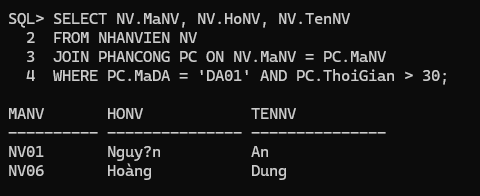 SQL> SELECT NV.MaNV, NV.HoNV, NV.TenNV
  2  FROM NHANVIEN NV
  3  JOIN PHANCONG PC ON NV.MaNV = PC.MaNV
  4  WHERE PC.MaDA = 'DA01' AND PC.ThoiGian > 30;
MANV       HONV            TENNV
---------- --------------- ---------------
NV01       Nguy?n          An
NV06       Hoàng           Dung